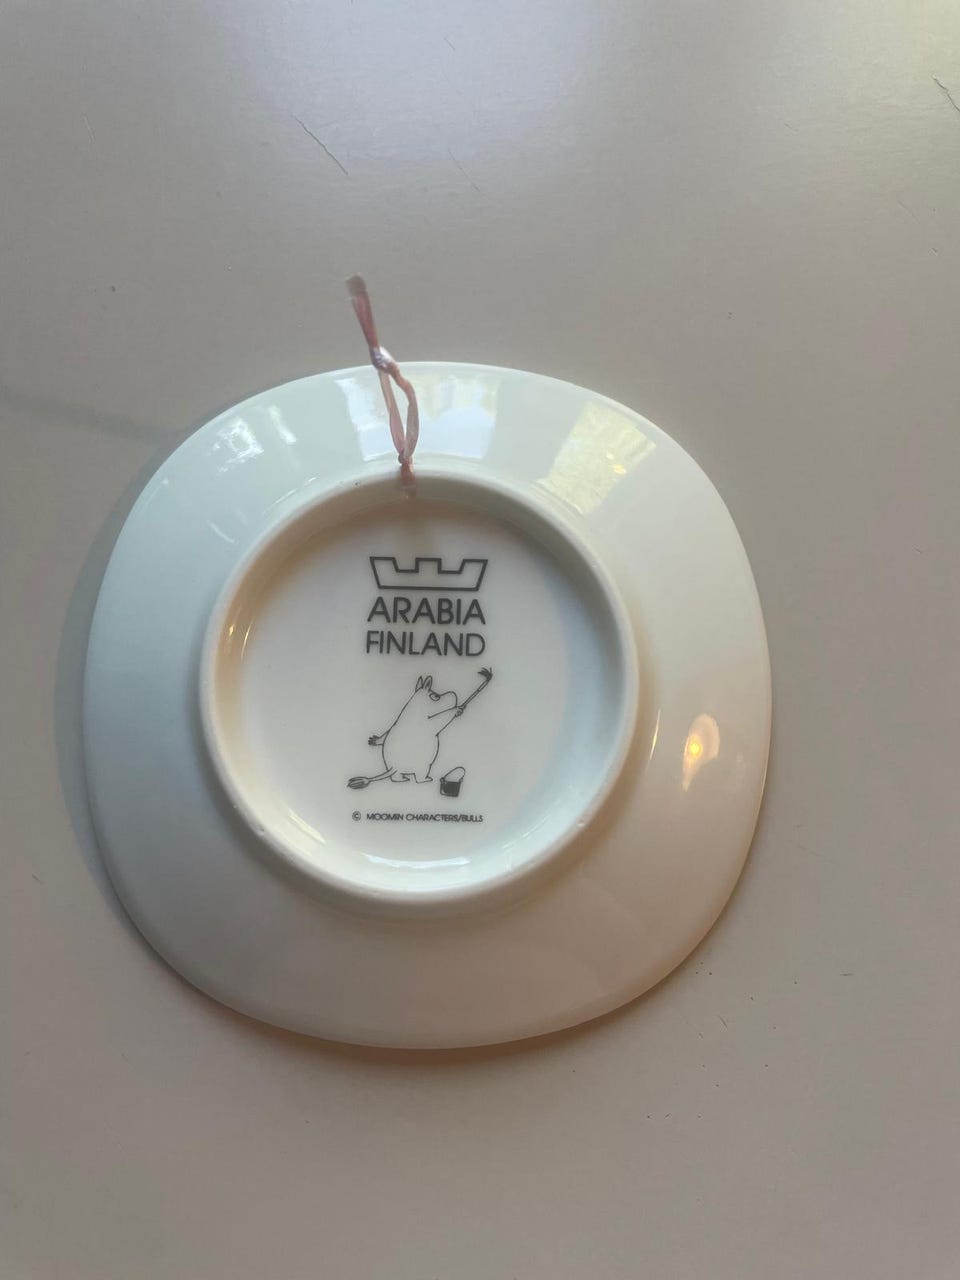 ARABIA
FINLAND
© MOOMIN CHARACTERS/BULLS